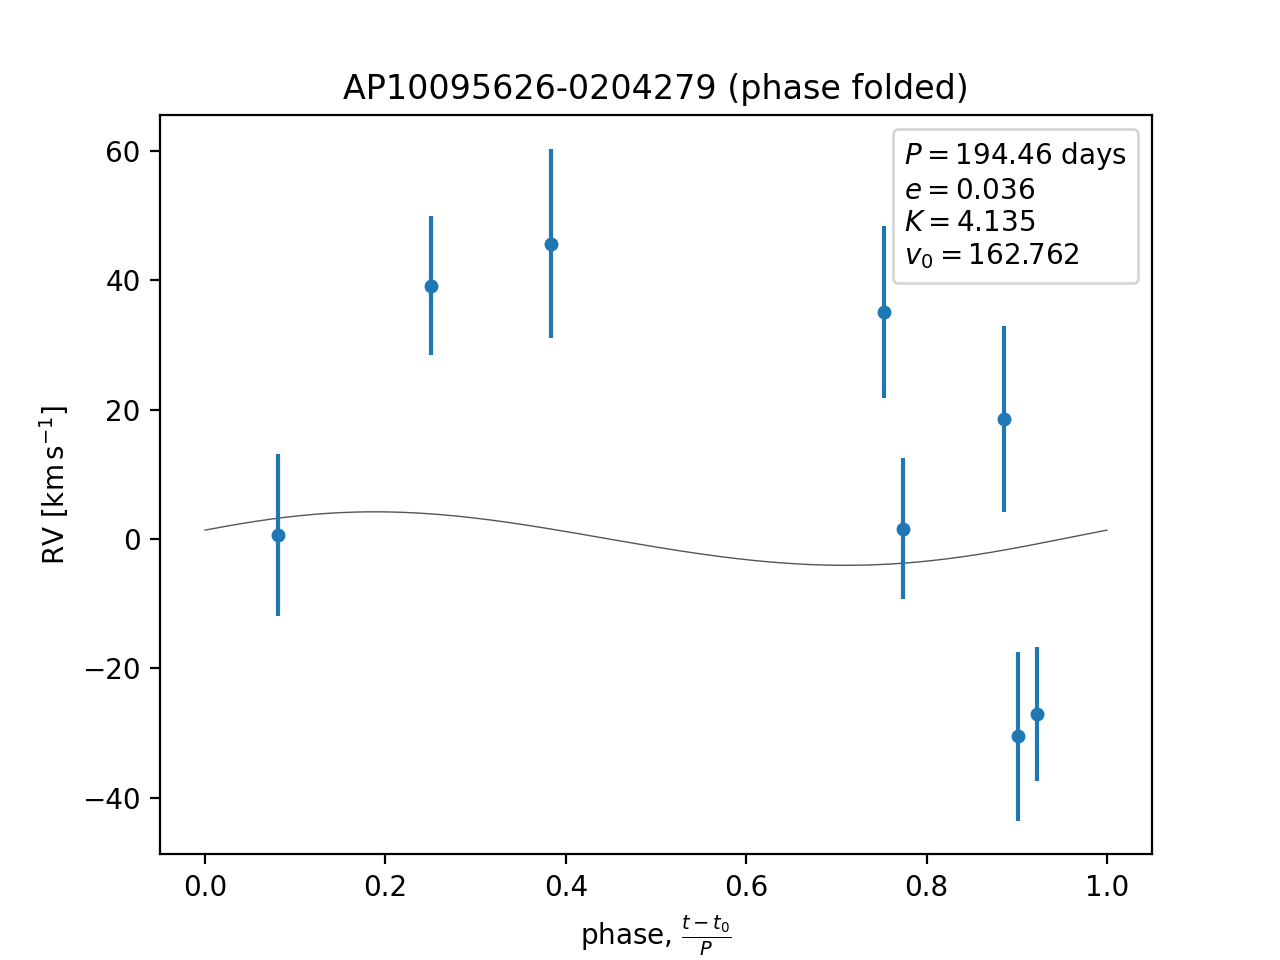 AP10095626-0204279 (phase folded)
P = 194.46 days
e = 0.036
K = 4.135
v₀ = 162.762
RV [km s⁻¹]
60
40
20
0
−20
−40
0.0 0.2 0.4 0.6 0.8 1.0
phase, (t − t₀)/P